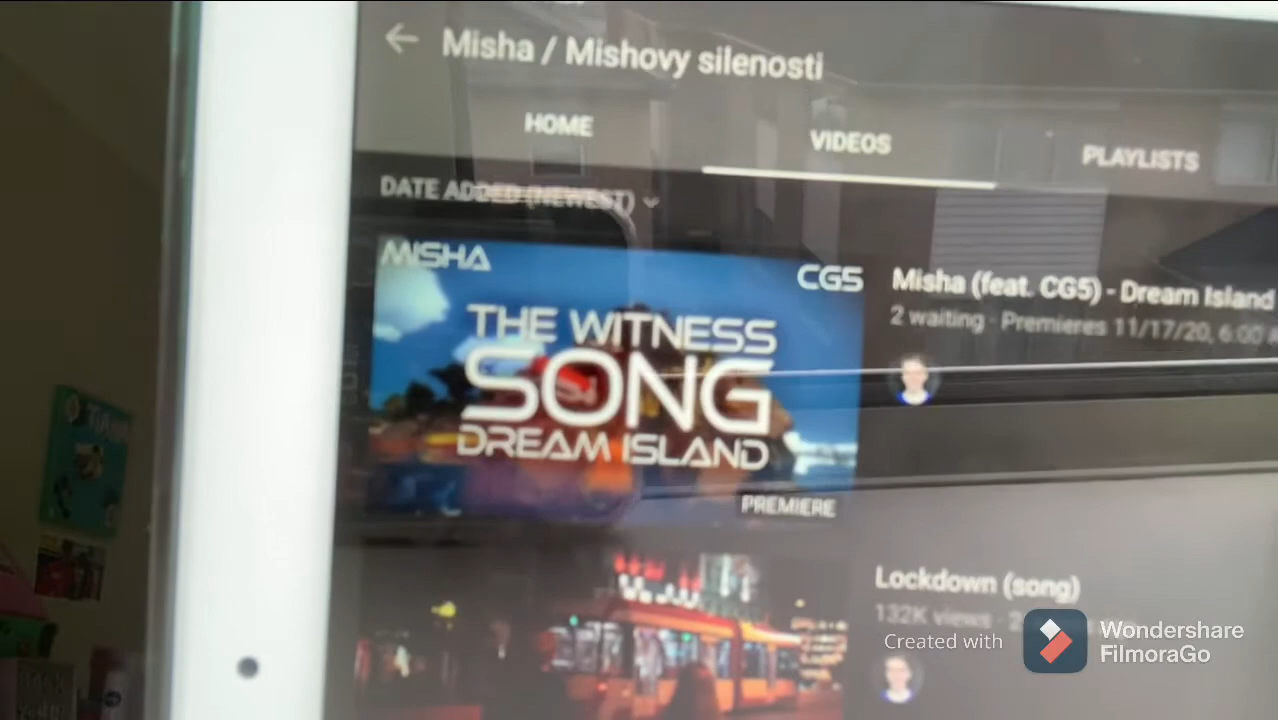 Misha / Mishovy silenosti
HOME
VIDEOS
PLAYLISTS
DATE ADDED (NEWEST)
MISHA
CG5
THE WITNESS
SONG
DREAM ISLAND
PREMIERE
Misha (feat. CG5) - Dream Island
2 waiting · Premieres 11/17/20, 6:00
Lockdown (song)
132K views
Created with
Wondershare
FilmoraGo